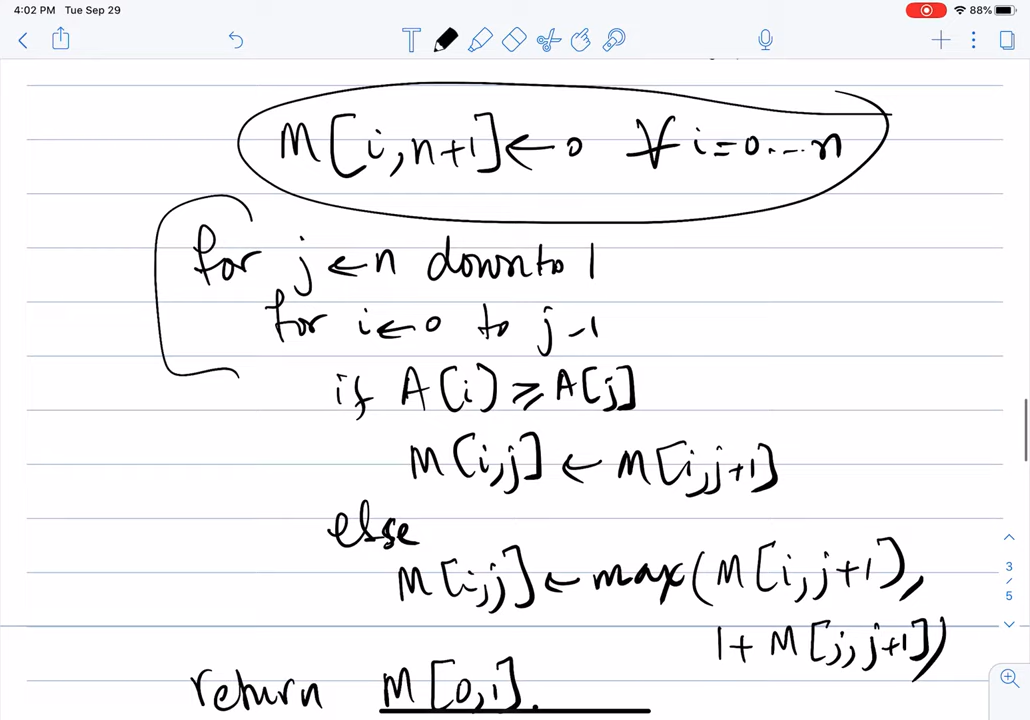 4:02 PM Tue Sep 29
88%
T
M[i,n+1]←0 ∀ i=0...n
for j←n downto 1
for i←0 to j-1
if A[i] ≥ A[j]
M[i,j] ← M[i,j+1]
else
M[i,j] ← max(M[i,j+1),
1+ M[j,j+1])
return M[0,1].
3/5